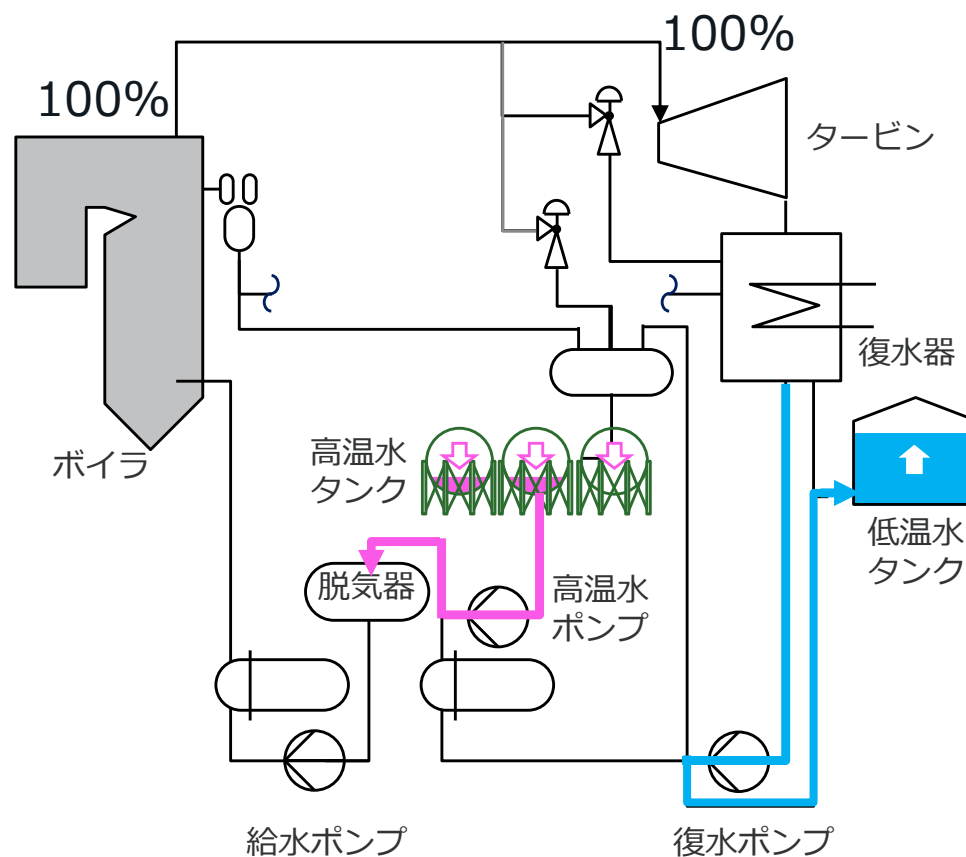 100%
100%
タービン
復水器
ボイラ
高温水
タンク
低温水
タンク
脱気器
高温水
ポンプ
給水ポンプ
復水ポンプ